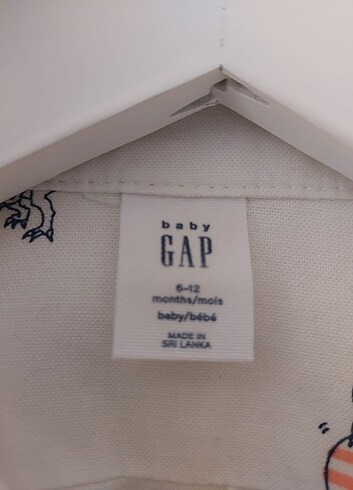 baby
GAP
6-12
months/mois
baby/bébé
MADE IN
SRI LANKA